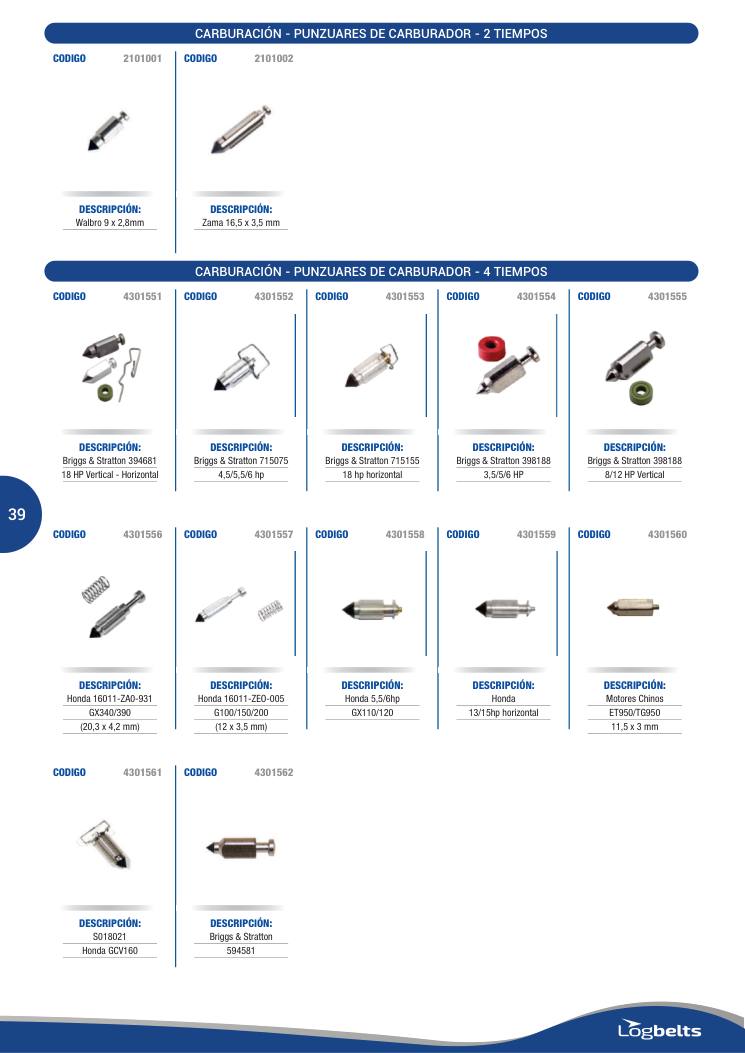 CARBURACIÓN - PUNZUARES DE CARBURADOR - 2 TIEMPOS
CODIGO 2101001
DESCRIPCIÓN:
Walbro 9 x 2,8mm
CODIGO 2101002
DESCRIPCIÓN:
Zama 16,5 x 3,5 mm
CARBURACIÓN - PUNZUARES DE CARBURADOR - 4 TIEMPOS
CODIGO 4301551
DESCRIPCIÓN:
Briggs & Stratton 394681
18 HP Vertical - Horizontal
CODIGO 4301552
DESCRIPCIÓN:
Briggs & Stratton 715075
4,5/5,5/6 hp
CODIGO 4301553
DESCRIPCIÓN:
Briggs & Stratton 715155
18 hp horizontal
CODIGO 4301554
DESCRIPCIÓN:
Briggs & Stratton 398188
3,5/5/6 HP
CODIGO 4301555
DESCRIPCIÓN:
Briggs & Stratton 398188
8/12 HP Vertical
39
CODIGO 4301556
DESCRIPCIÓN:
Honda 16011-ZA0-931
GX340/390
(20,3 x 4,2 mm)
CODIGO 4301557
DESCRIPCIÓN:
Honda 16011-ZEO-005
G100/150/200
(12 x 3,5 mm)
CODIGO 4301558
DESCRIPCIÓN:
Honda 5,5/6hp
GX110/120
CODIGO 4301559
DESCRIPCIÓN:
Honda
13/15hp horizontal
CODIGO 4301560
DESCRIPCIÓN:
Motores Chinos
ET950/TG950
11,5 x 3 mm
CODIGO 4301561
DESCRIPCIÓN:
S018021
Honda GCV160
CODIGO 4301562
DESCRIPCIÓN:
Briggs & Stratton
594581
Logbelts